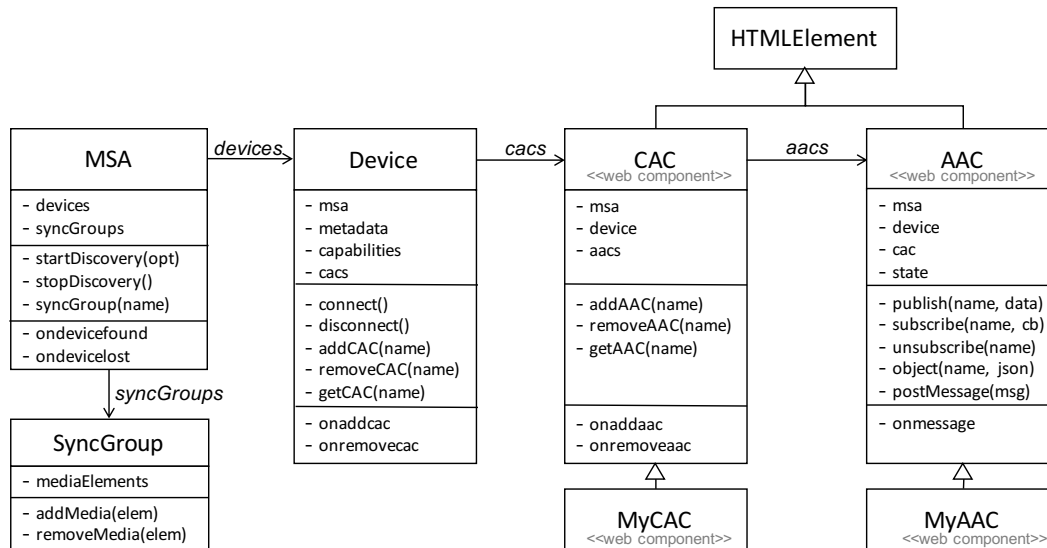 HTMLElement
MSA
- devices
- syncGroups
- startDiscovery(opt)
- stopDiscovery()
- syncGroup(name)
- ondevicefound
- ondevicelost
devices
syncGroups
SyncGroup
- mediaElements
- addMedia(elem)
- removeMedia(elem)
Device
- msa
- metadata
- capabilities
- cacs
- connect()
- disconnect()
- addCAC(name)
- removeCAC(name)
- getCAC(name)
- onaddcac
- onremovecac
cacs
CAC
<<web component>>
- msa
- device
- aacs
- addAAC(name)
- removeAAC(name)
- getAAC(name)
- onaddaac
- onremoveaac
MyCAC
<<web component>>
aacs
AAC
<<web component>>
- msa
- device
- cac
- state
- publish(name, data)
- subscribe(name, cb)
- unsubscribe(name)
- object(name, json)
- postMessage(msg)
- onmessage
MyAAC
<<web component>>